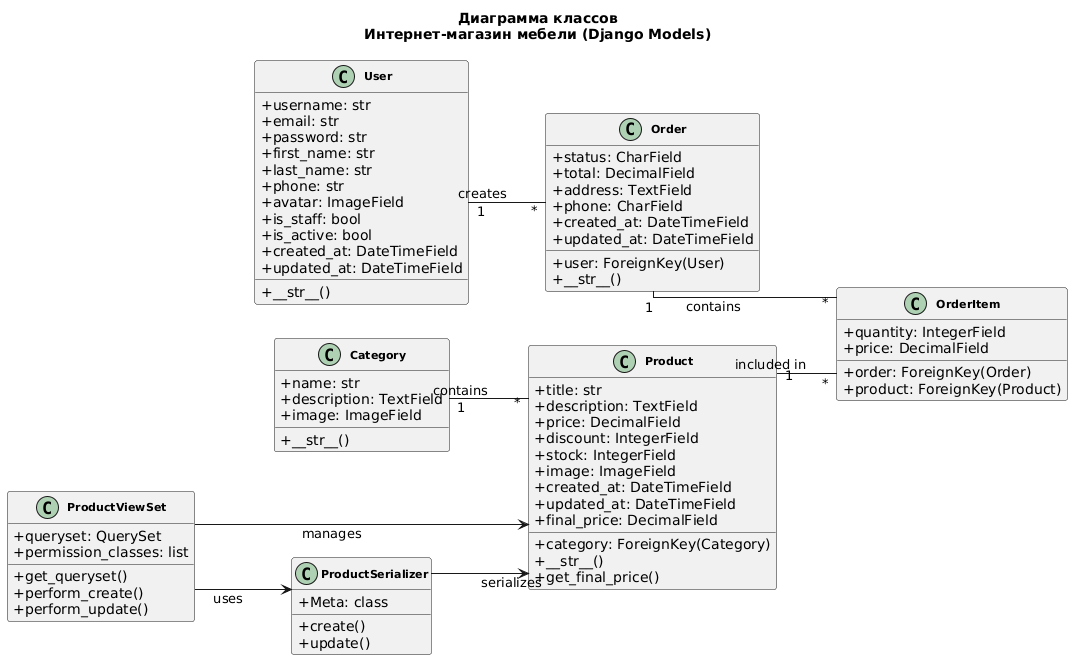 Диаграмма классов
Интернет-магазин мебели (Django Models)
C User
+username: str
+email: str
+password: str
+first_name: str
+last_name: str
+phone: str
+avatar: ImageField
+is_staff: bool
+is_active: bool
+created_at: DateTimeField
+updated_at: DateTimeField
+__str__()
creates
1
*
C Order
+status: CharField
+total: DecimalField
+address: TextField
+phone: CharField
+created_at: DateTimeField
+updated_at: DateTimeField
+user: ForeignKey(User)
+__str__()
1
contains
*
C OrderItem
+quantity: IntegerField
+price: DecimalField
+order: ForeignKey(Order)
+product: ForeignKey(Product)
C Category
+name: str
+description: TextField
+image: ImageField
+__str__()
contains
1
*
C Product
+title: str
+description: TextField
+price: DecimalField
+discount: IntegerField
+stock: IntegerField
+image: ImageField
+created_at: DateTimeField
+updated_at: DateTimeField
+final_price: DecimalField
+category: ForeignKey(Category)
+__str__()
+get_final_price()
included in
1
*
C ProductViewSet
+queryset: QuerySet
+permission_classes: list
+get_queryset()
+perform_create()
+perform_update()
manages
uses
C ProductSerializer
+Meta: class
+create()
+update()
serializes